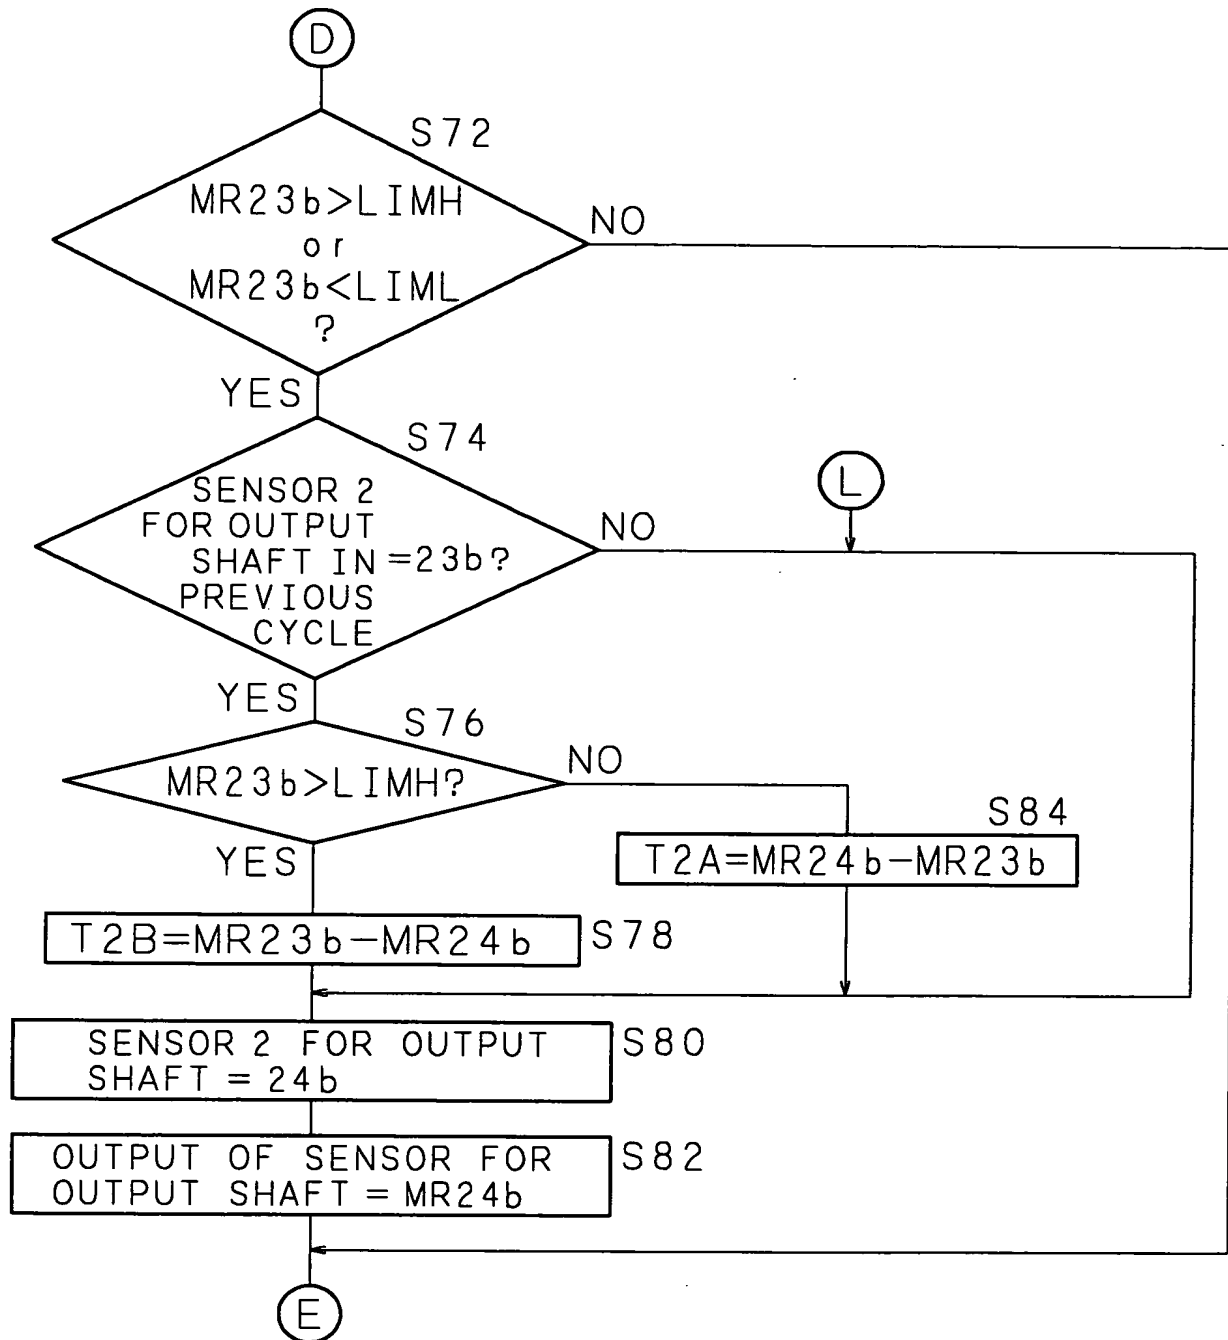 D
S72
MR23b>LIMH
or
MR23b<LIML
?
NO
YES
S74
SENSOR 2
FOR OUTPUT
SHAFT IN =23b?
PREVIOUS
CYCLE
NO
L
YES
S76
MR23b>LIMH?
NO
S84
T2A=MR24b-MR23b
YES
T2B=MR23b-MR24b
S78
SENSOR 2 FOR OUTPUT
SHAFT = 24b
S80
OUTPUT OF SENSOR FOR
OUTPUT SHAFT = MR24b
S82
E